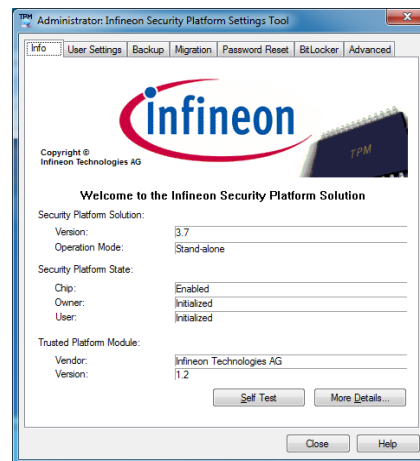 TPM Administrator: Infineon Security Platform Settings Tool
Info User Settings Backup Migration Password Reset BitLocker Advanced
infineon
Copyright ©
Infineon Technologies AG
TPM
Welcome to the Infineon Security Platform Solution
Security Platform Solution:
Version: 3.7
Operation Mode: Stand-alone
Security Platform State:
Chip: Enabled
Owner: Initialized
User: Initialized
Trusted Platform Module:
Vendor: Infineon Technologies AG
Version: 1.2
Self Test More Details...
Close Help